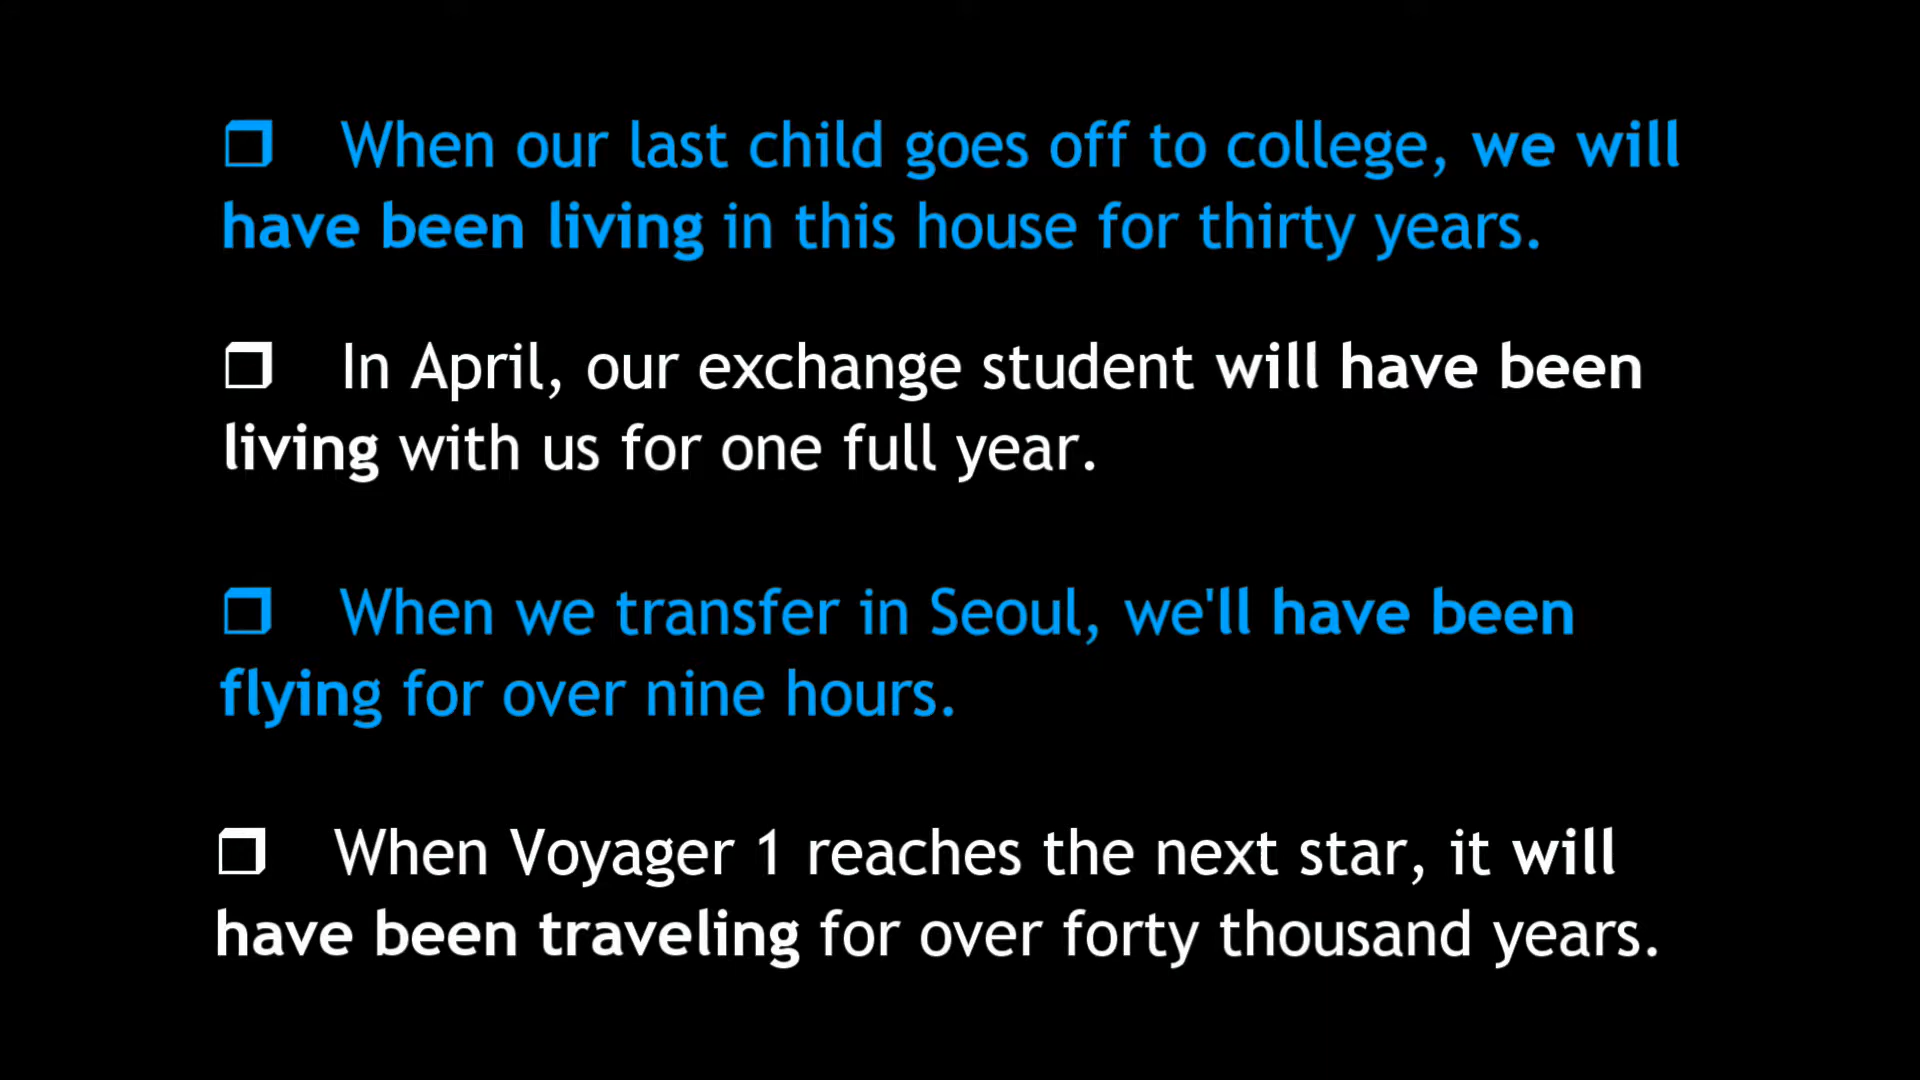 ❒ When our last child goes off to college, we will
have been living in this house for thirty years.
❒ In April, our exchange student will have been
living with us for one full year.
❒ When we transfer in Seoul, we'll have been
flying for over nine hours.
❒ When Voyager 1 reaches the next star, it will
have been traveling for over forty thousand years.